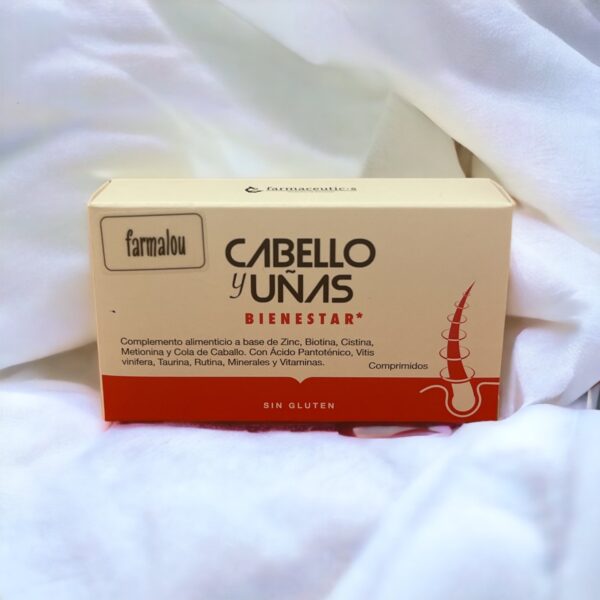 farmaceutic·s
farmalou
CABELLO
y UÑAS
BIENESTAR*
Complemento alimenticio a base de Zinc, Biotina, Cistina,
Metionina y Cola de Caballo. Con Ácido Pantoténico, Vitis
vinifera, Taurina, Rutina, Minerales y Vitaminas.
Comprimidos
SIN GLUTEN